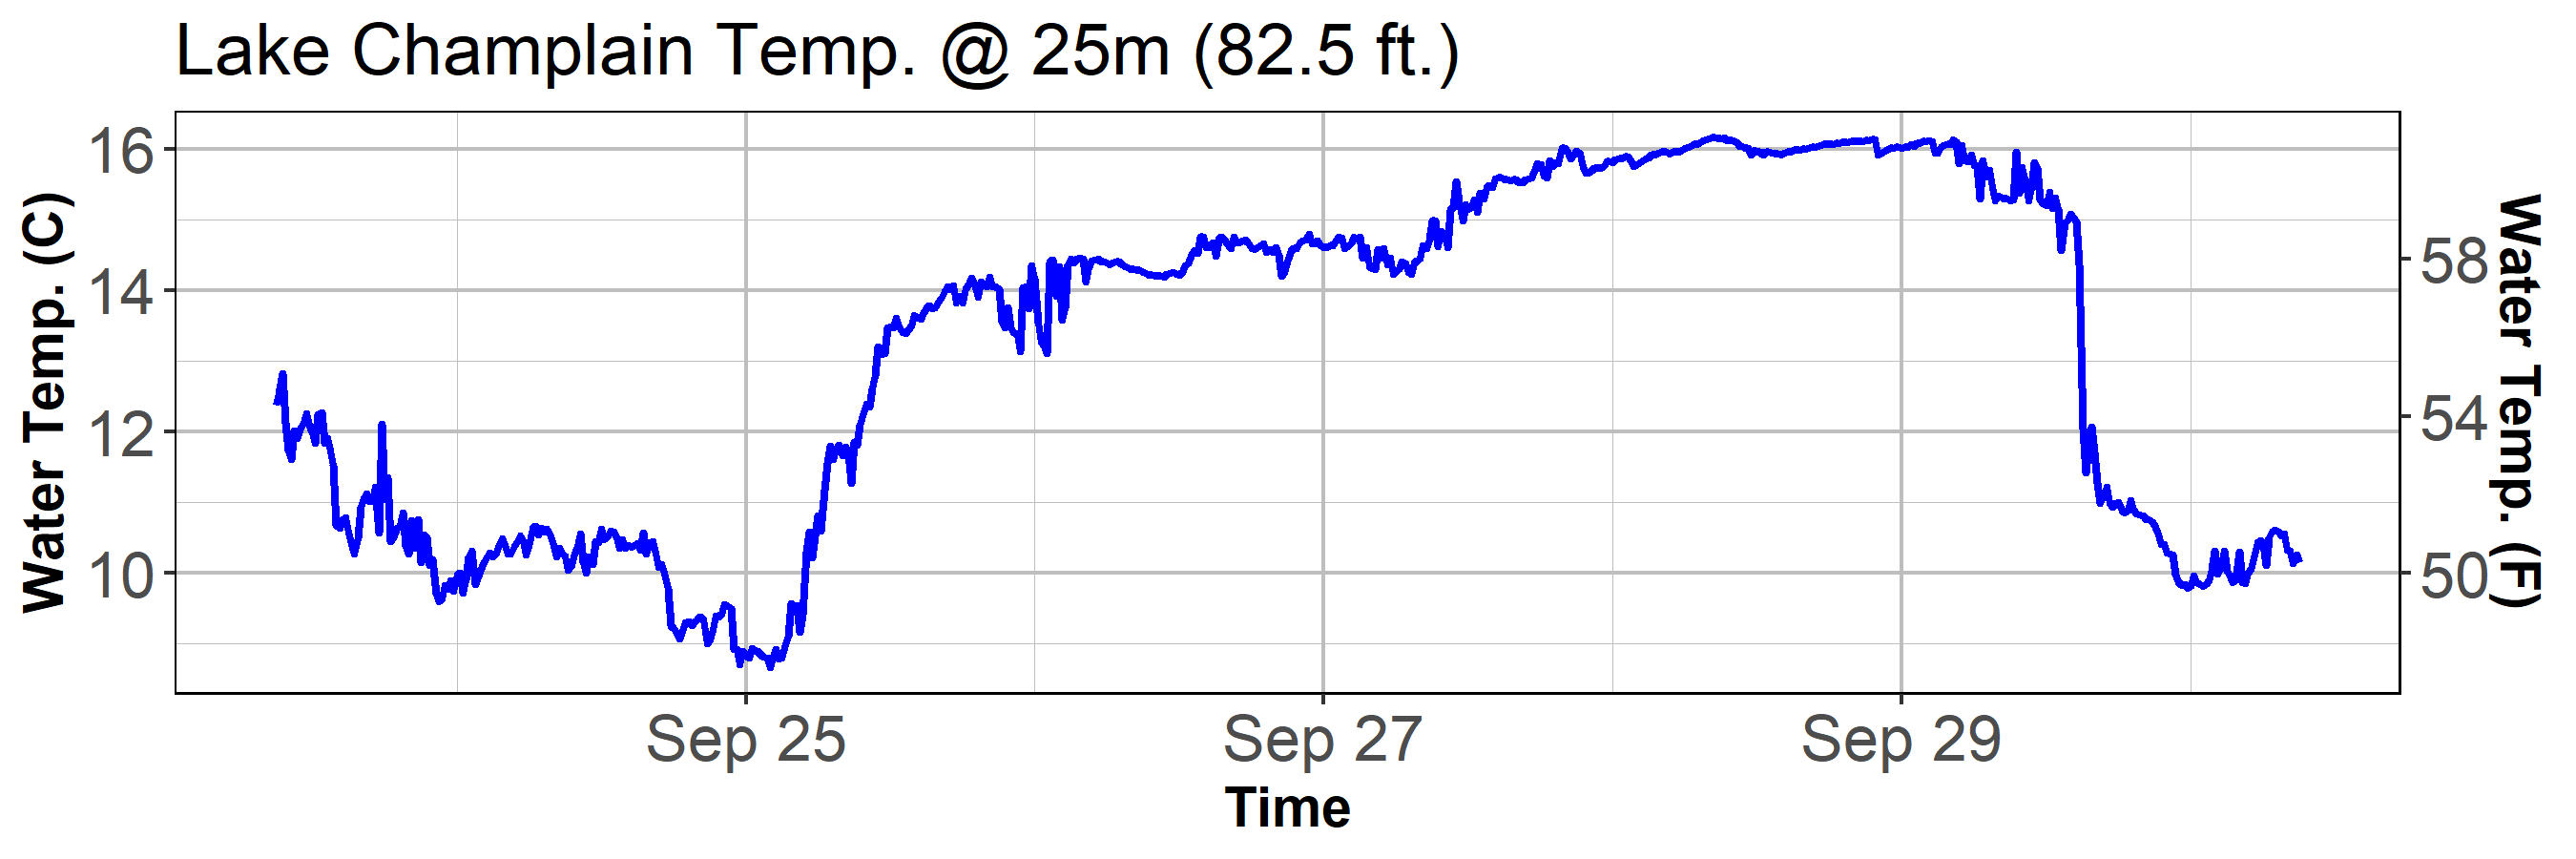 Lake Champlain Temp. @ 25m (82.5 ft.)
Water Temp. (C)
16
14
12
10
58
54
50
Water Temp. (F)
Sep 25
Sep 27
Sep 29
Time